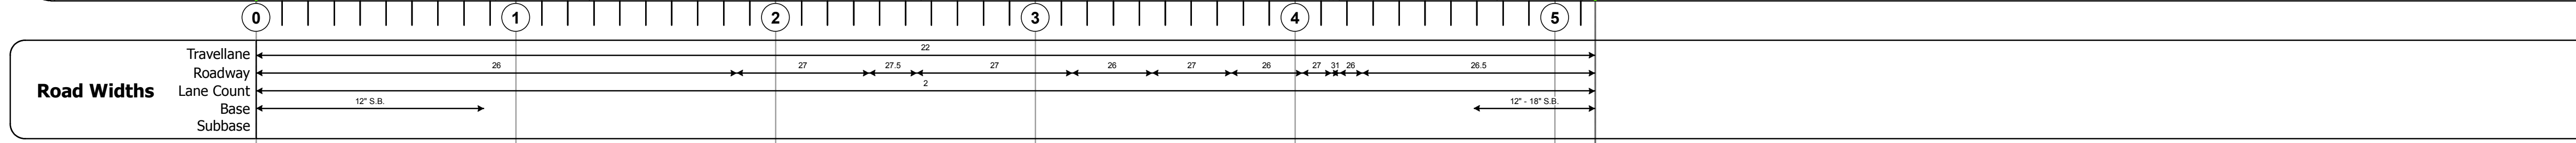 0 1 2 3 4 5
Road Widths
Travellane 22
Roadway 26 27 27.5 27 26 27 26 27 31 26 26.5
Lane Count 2
Base 12" S.B. 12" - 18" S.B.
Subbase